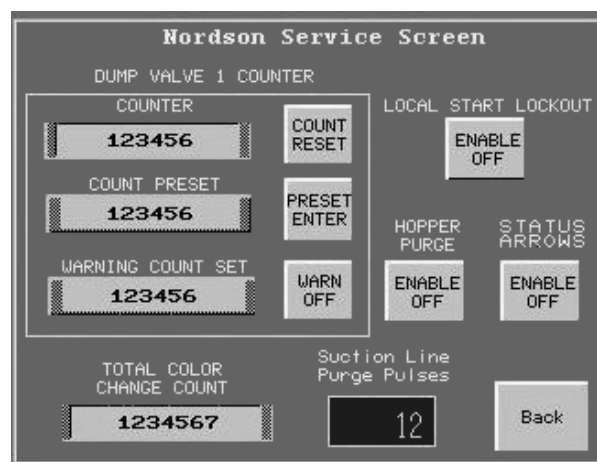 Nordson Service Screen
DUMP VALVE 1 COUNTER
COUNTER
123456
COUNT
RESET
COUNT PRESET
123456
PRESET
ENTER
WARNING COUNT SET
123456
WARN
OFF
LOCAL START LOCKOUT
ENABLE
OFF
HOPPER
PURGE
ENABLE
OFF
STATUS
ARROWS
ENABLE
OFF
TOTAL COLOR
CHANGE COUNT
1234567
Suction Line
Purge Pulses
12
Back